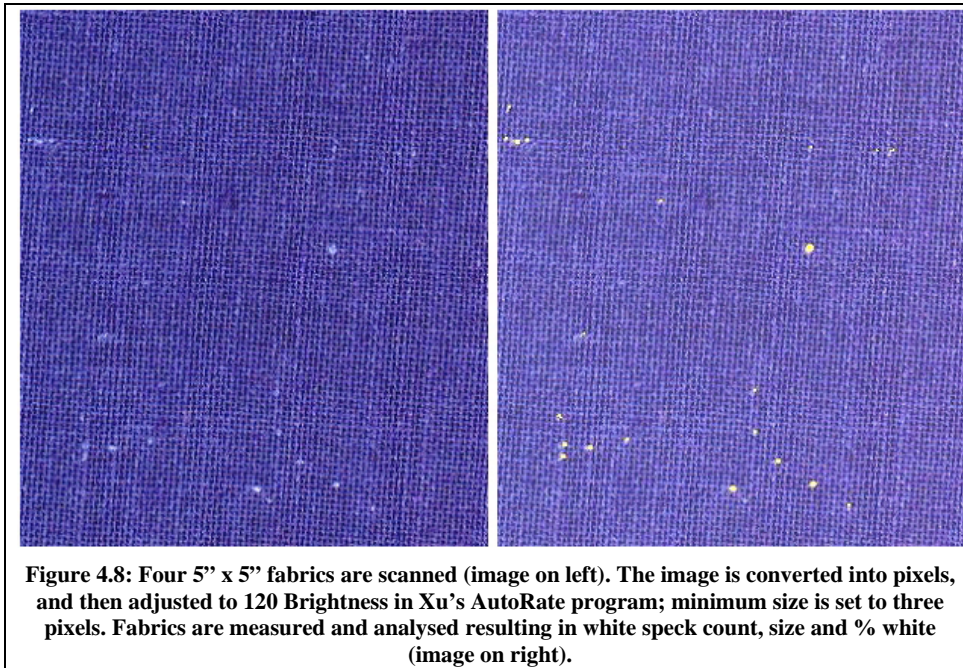 Figure 4.8: Four 5” x 5” fabrics are scanned (image on left). The image is converted into pixels,
and then adjusted to 120 Brightness in Xu’s AutoRate program; minimum size is set to three
pixels. Fabrics are measured and analysed resulting in white speck count, size and % white
(image on right).